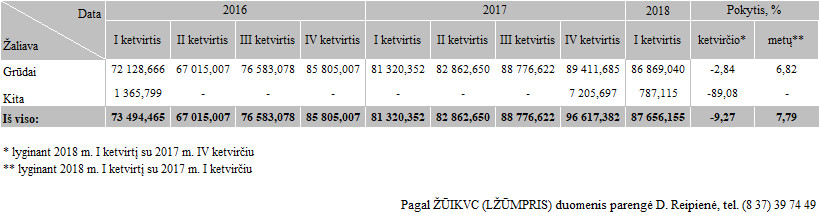 Data 2016 2017 2018 Pokytis, %
Žaliava I ketvirtis II ketvirtis III ketvirtis IV ketvirtis I ketvirtis II ketvirtis III ketvirtis IV ketvirtis I ketvirtis ketvirčio* metų**
Grūdai 72 128,666 67 015,007 76 583,078 85 805,007 81 320,352 82 862,650 88 776,622 89 411,685 86 869,040 -2,84 6,82
Kita 1 365,799 - - - - - - 7 205,697 787,115 -89,08 -
Iš viso: 73 494,465 67 015,007 76 583,078 85 805,007 81 320,352 82 862,650 88 776,622 96 617,382 87 656,155 -9,27 7,79
* lyginant 2018 m. I ketvirtį su 2017 m. IV ketvirčiu
** lyginant 2018 m. I ketvirtį su 2017 m. I ketvirčiu
Pagal ŽŪIKVC (LŽŪMPRIS) duomenis parengė D. Reipienė, tel. (8 37) 39 74 49